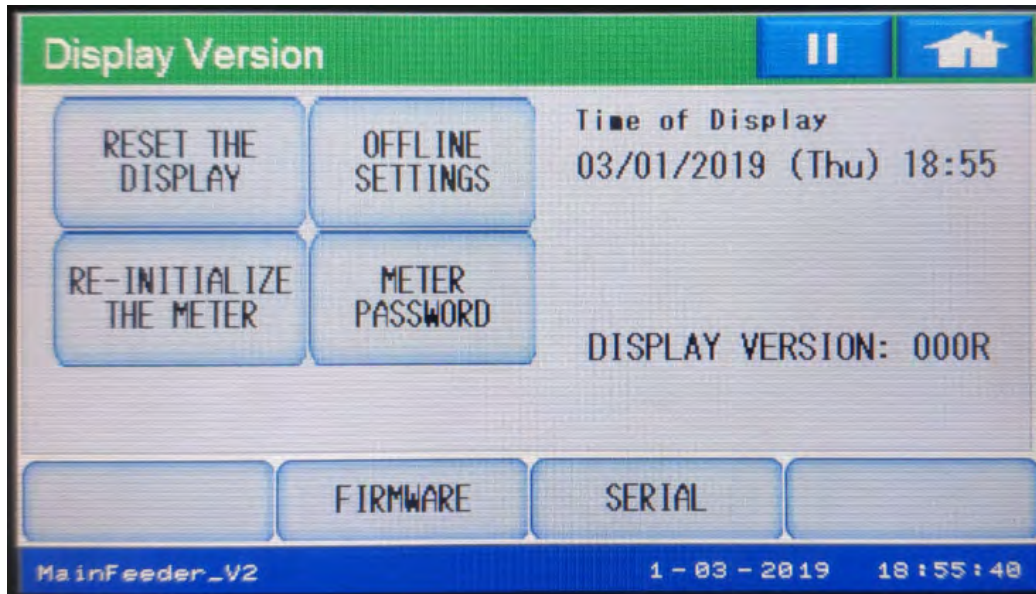 Display Version
RESET THE
DISPLAY
OFFLINE
SETTINGS
Time of Display
03/01/2019 (Thu) 18:55
RE-INITIALIZE
THE METER
METER
PASSWORD
DISPLAY VERSION: 000R
FIRMWARE
SERIAL
MainFeeder_V2
1-03-2019 18:55:40